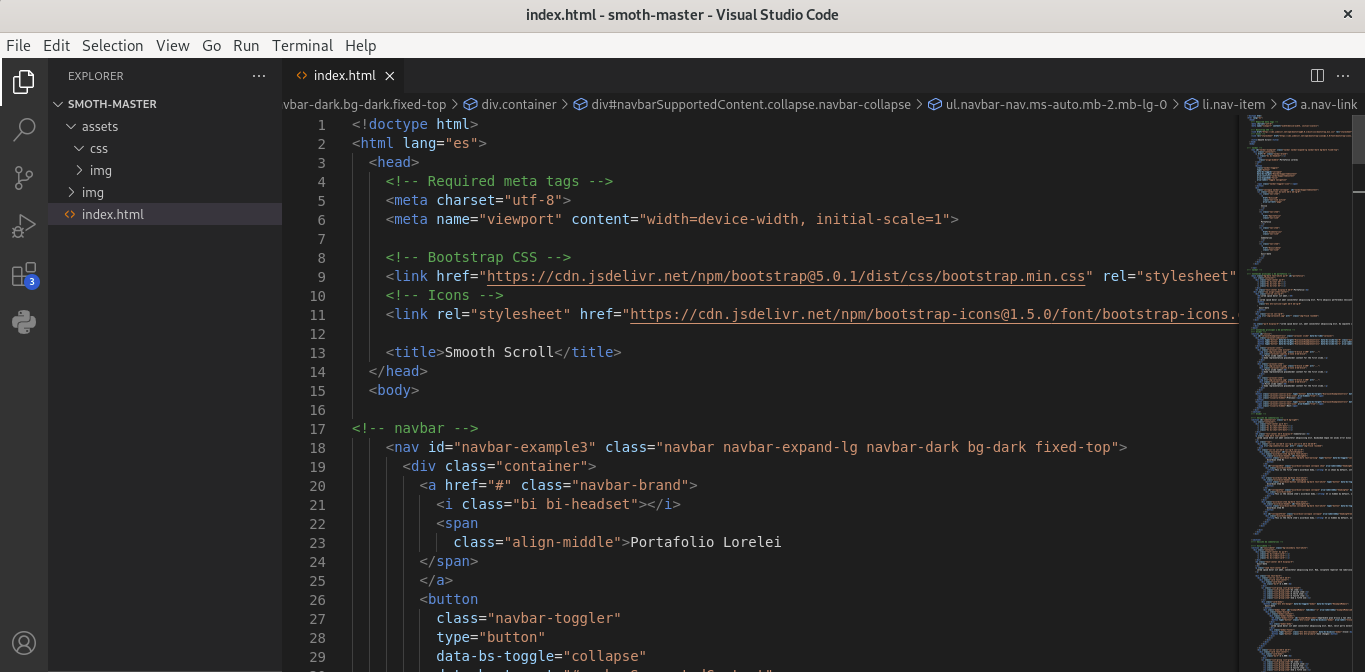 index.html - smoth-master - Visual Studio Code
File Edit Selection View Go Run Terminal Help
EXPLORER
SMOTH-MASTER
assets
css
img
img
index.html
3
index.html
vbar-dark.bg-dark.fixed-top > div.container > div#navbarSupportedContent.collapse.navbar-collapse > ul.navbar-nav.ms-auto.mb-2.mb-lg-0 > li.nav-item > a.nav-link
1 <!doctype html>
2 <html lang="es">
3 <head>
4 <!-- Required meta tags -->
5 <meta charset="utf-8">
6 <meta name="viewport" content="width=device-width, initial-scale=1">
7
8 <!-- Bootstrap CSS -->
9 <link href="https://cdn.jsdelivr.net/npm/bootstrap@5.0.1/dist/css/bootstrap.min.css" rel="stylesheet"
10 <!-- Icons -->
11 <link rel="stylesheet" href="https://cdn.jsdelivr.net/npm/bootstrap-icons@1.5.0/font/bootstrap-icons.
12
13 <title>Smooth Scroll</title>
14 </head>
15 <body>
16
17 <!-- navbar -->
18 <nav id="navbar-example3" class="navbar navbar-expand-lg navbar-dark bg-dark fixed-top">
19 <div class="container">
20 <a href="#" class="navbar-brand">
21 <i class="bi bi-headset"></i>
22 <span
23 class="align-middle">Portafolio Lorelei
24 </span>
25 </a>
26 <button
27 class="navbar-toggler"
28 type="button"
29 data-bs-toggle="collapse"